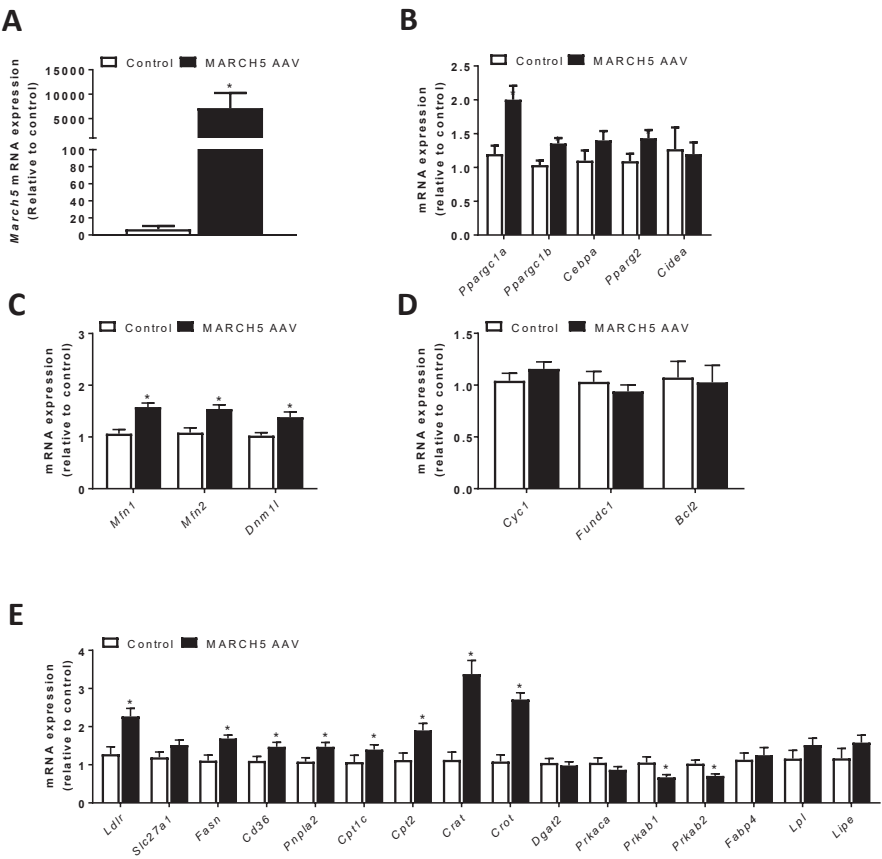 A
Control MARCH5 AAV
March5 mRNA expression
(Relative to control)
15000
10000
5000
100
80
60
40
20
0
*
B
Control MARCH5 AAV
mRNA expression
(relative to control)
2.5
2.0
1.5
1.0
0.5
0.0
*
Ppargc1a
Ppargc1b
Cebpa
Pparg2
Cidea
C
Control MARCH5 AAV
mRNA expression
(relative to control)
3
2
1
0
* * *
Mfn1
Mfn2
Dnm1l
D
Control MARCH5 AAV
mRNA expression
(relative to control)
1.5
1.0
0.5
0.0
Cyc1
Fundc1
Bcl2
E
Control MARCH5 AAV
mRNA expression
(relative to control)
4
3
2
1
0
* * * * * * * * * *
Ldlr
Slc27a1
Fasn
Cd36
Pnpla2
Cpt1c
Cpt2
Crat
Crot
Dgat2
Prkaca
Prkab1
Prkab2
Fabp4
Lpl
Lipe